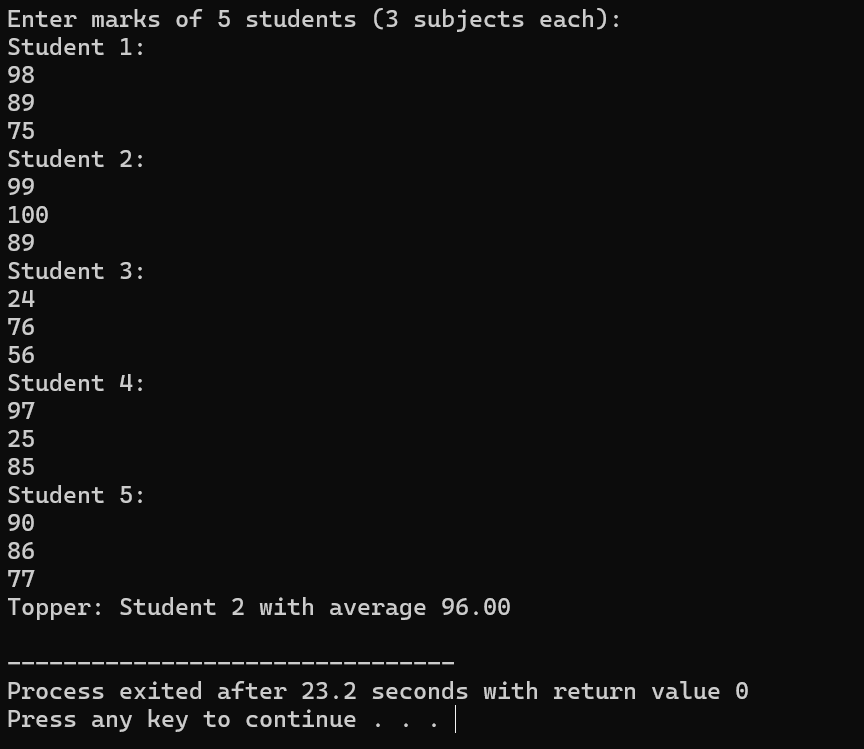 Enter marks of 5 students (3 subjects each):
Student 1:
98
89
75
Student 2:
99
100
89
Student 3:
24
76
56
Student 4:
97
25
85
Student 5:
90
86
77
Topper: Student 2 with average 96.00
--------------------------------
Process exited after 23.2 seconds with return value 0
Press any key to continue . . .